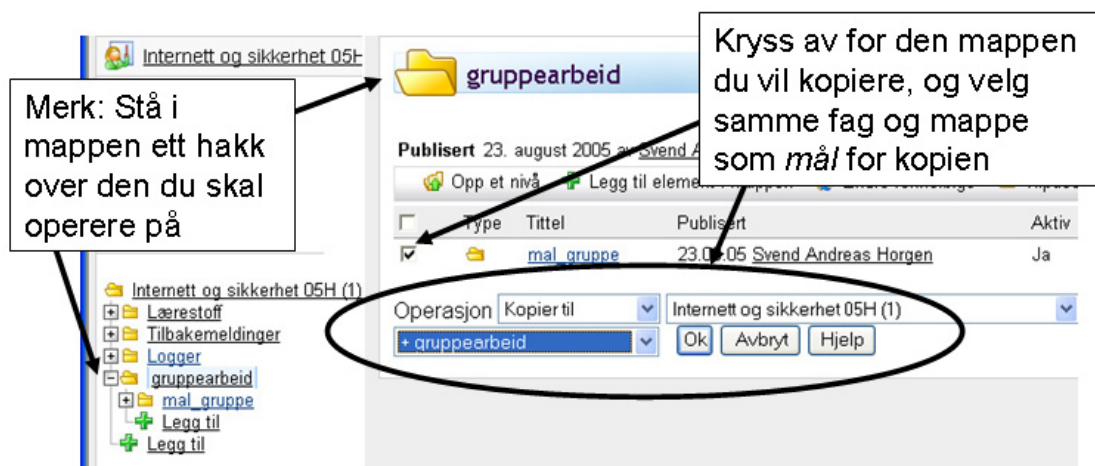 Internett og sikkerhet 05H
Merk: Stå i
mappen ett hakk
over den du skal
operere på
gruppearbeid
Kryss av for den mappen
du vil kopiere, og velg
samme fag og mappe
som mål for kopien
Publisert 23. august 2005 av Svend A
Opp et nivå Legg til element
Type Tittel Publisert Aktiv
mal_gruppe 23.0 .05 Svend Andreas Horgen Ja
Operasjon Kopier til Internett og sikkerhet 05H (1)
+ gruppearbeid Ok Avbryt Hjelp
Internett og sikkerhet 05H (1)
Lærestoff
Tilbakemeldinger
Logger
gruppearbeid
mal_gruppe
Legg til
Legg til